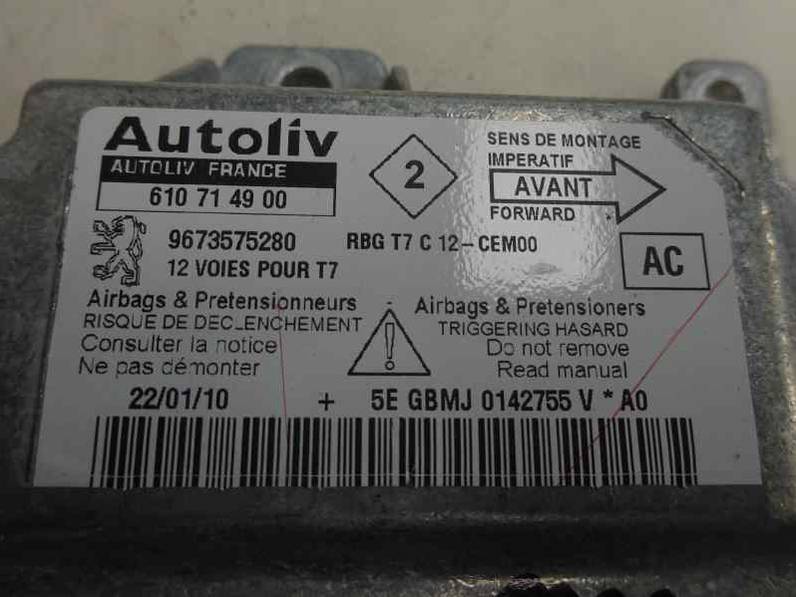 Autoliv
AUTOLIV FRANCE
610 71 49 00
2
SENS DE MONTAGE
IMPERATIF
AVANT
FORWARD
9673575280 RBG T7 C 12-CEM00
12 VOIES POUR T7
AC
Airbags & Pretensionneurs
RISQUE DE DECLENCHEMENT
Consulter la notice
Ne pas démonter
!
Airbags & Pretensioners
TRIGGERING HASARD
Do not remove
Read manual
22/01/10 + 5E GBMJ 0142755 V * A0